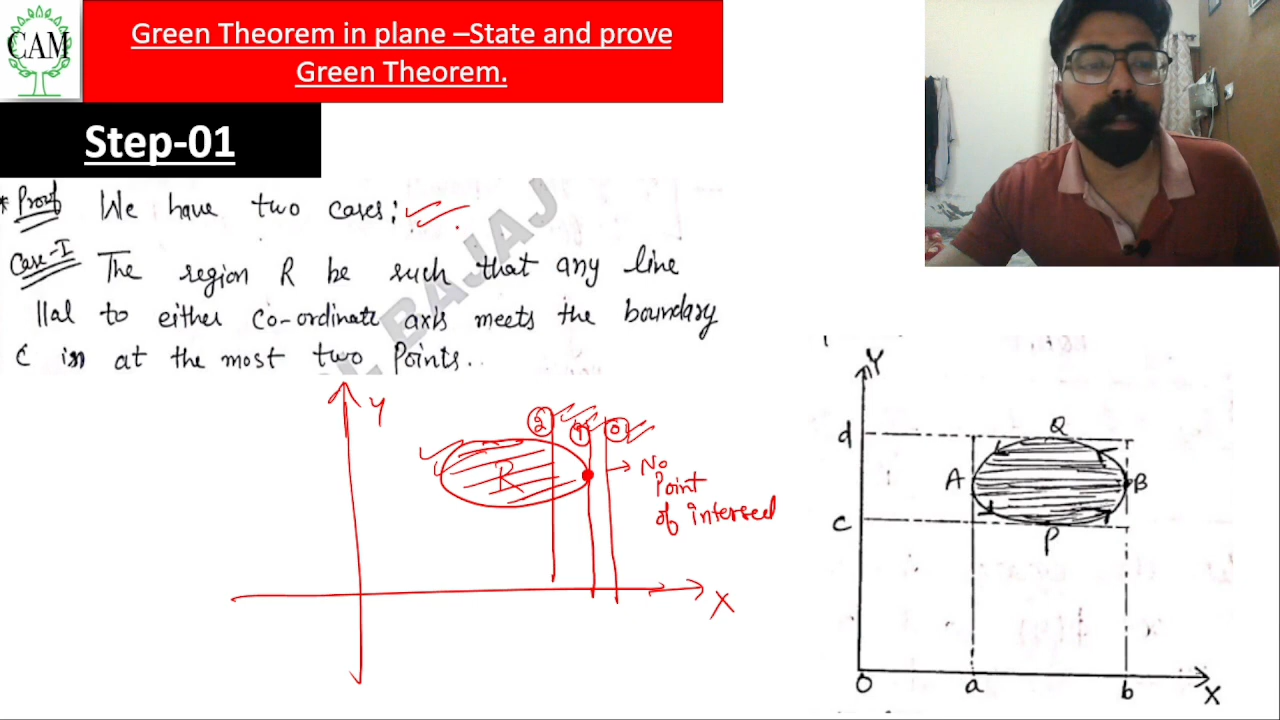 CAM
Green Theorem in plane –State and prove
Green Theorem.
Step-01
* Proof We have two cases:
Case-I The region R be such that any line
llal to either co-ordinate axis meets the boundary
C in at the most two Points..
BAJAJ
Y
2 1 0
R
No
Point
of intersect
X
Y
d
Q
A
B
c
P
O
a
b
X